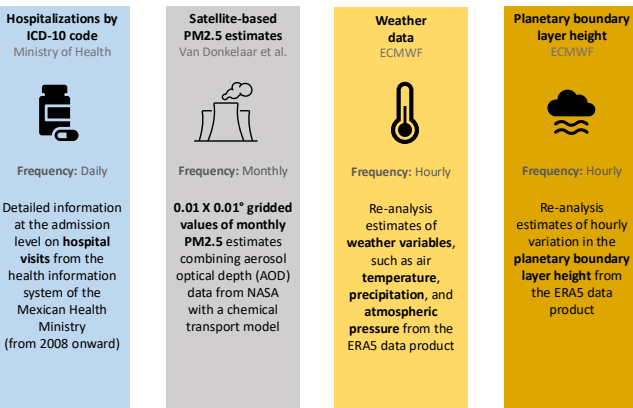 Hospitalizations by
ICD-10 code
Ministry of Health
Frequency: Daily
Detailed information
at the admission
level on hospital
visits from the
health information
system of the
Mexican Health
Ministry
(from 2008 onward)
Satellite-based
PM2.5 estimates
Van Donkelaar et al.
Frequency: Monthly
0.01 X 0.01° gridded
values of monthly
PM2.5 estimates
combining aerosol
optical depth (AOD)
data from NASA
with a chemical
transport model
Weather
data
ECMWF
Frequency: Hourly
Re-analysis
estimates of
weather variables,
such as air
temperature,
precipitation, and
atmospheric
pressure from the
ERA5 data product
Planetary boundary
layer height
ECMWF
Frequency: Hourly
Re-analysis
estimates of hourly
variation in the
planetary boundary
layer height from
the ERA5 data
product